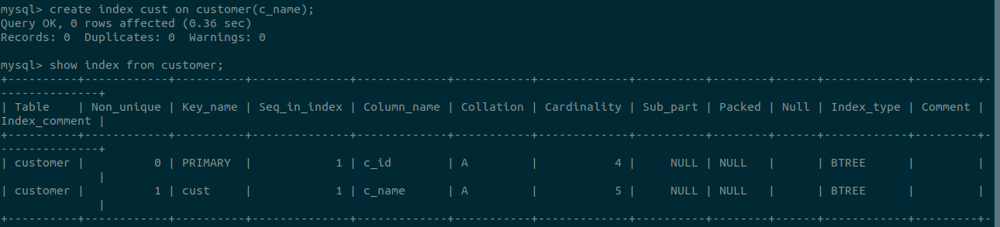 mysql> create index cust on customer(c_name);
Query OK, 0 rows affected (0.36 sec)
Records: 0  Duplicates: 0  Warnings: 0

mysql> show index from customer;
+----------+------------+----------+--------------+-------------+-----------+-------------+----------+--------+------+------------+---------+-
--------------+
| Table    | Non_unique | Key_name | Seq_in_index | Column_name | Collation | Cardinality | Sub_part | Packed | Null | Index_type | Comment |
Index_comment |
+----------+------------+----------+--------------+-------------+-----------+-------------+----------+--------+------+------------+---------+-
--------------+
| customer |          0 | PRIMARY  |            1 | c_id        | A         |           4 |     NULL | NULL   |      | BTREE      |         |
              |
| customer |          1 | cust     |            1 | c_name      | A         |           5 |     NULL | NULL   |      | BTREE      |         |
              |
+----------+------------+----------+--------------+-------------+-----------+-------------+----------+--------+------+------------+---------+-